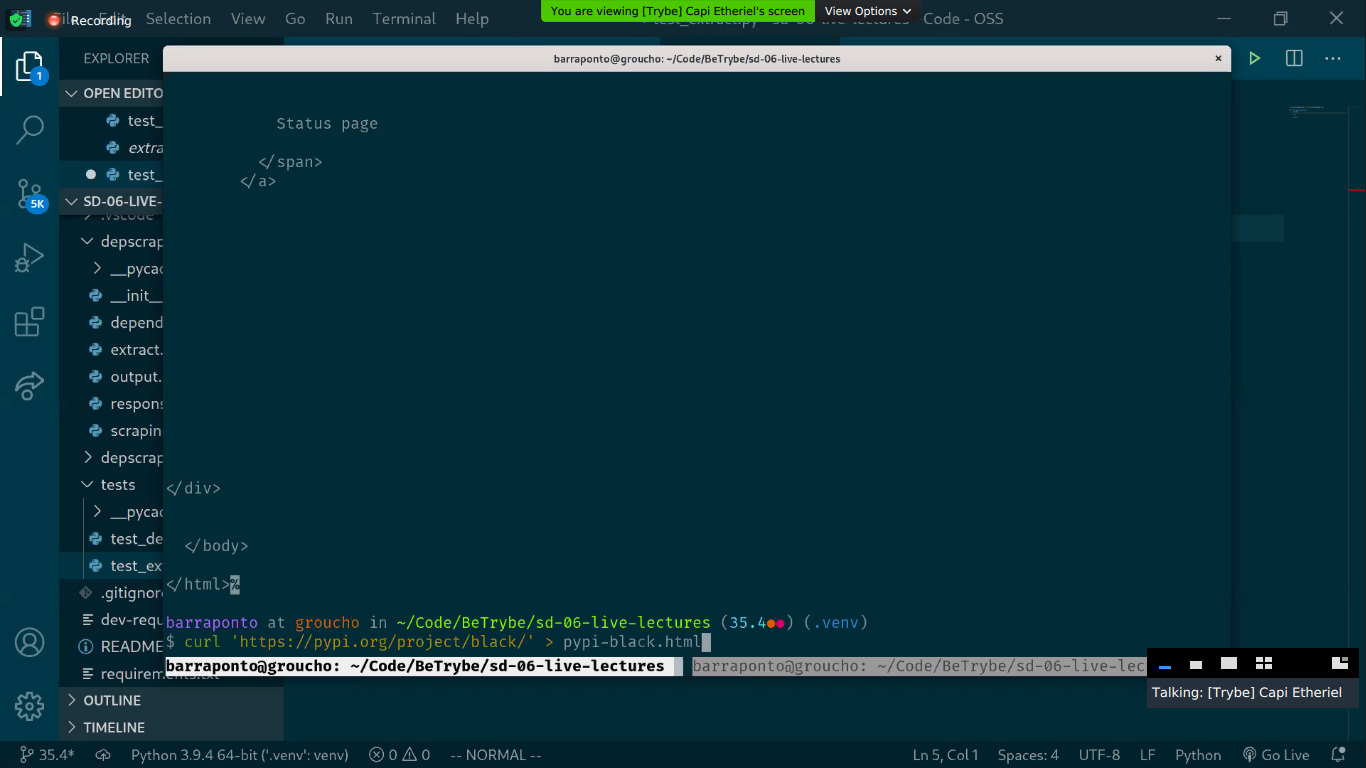 File Edit Selection View Go Run Terminal Help
Recording
You are viewing [Trybe] Capi Etheriel's screen
View Options
test_extract.py - sd-06-live-lectures - Code - OSS
EXPLORER
barraponto@groucho: ~/Code/BeTrybe/sd-06-live-lectures
×
1
OPEN EDITO
test_
extra
test_
5K
SD-06-LIVE-
.vscode
depscrap
__pycac
__init__
depend
extract.
output.
respons
scrapin
depscrap
tests
__pycac
test_de
test_ex
.gitignore
dev-requ
README
requirements.txt
OUTLINE
TIMELINE
Status page
</span>
</a>
</div>
</body>
</html>%
barraponto at groucho in ~/Code/BeTrybe/sd-06-live-lectures (35.4●●) (.venv)
$ curl 'https://pypi.org/project/black/' > pypi-black.html
barraponto@groucho: ~/Code/BeTrybe/sd-06-live-lectures
barraponto@groucho: ~/Code/BeTrybe/sd-06-live-lec
Talking: [Trybe] Capi Etheriel
35.4* Python 3.9.4 64-bit ('.venv': venv) 0 0 -- NORMAL -- Ln 5, Col 1 Spaces: 4 UTF-8 LF Python Go Live